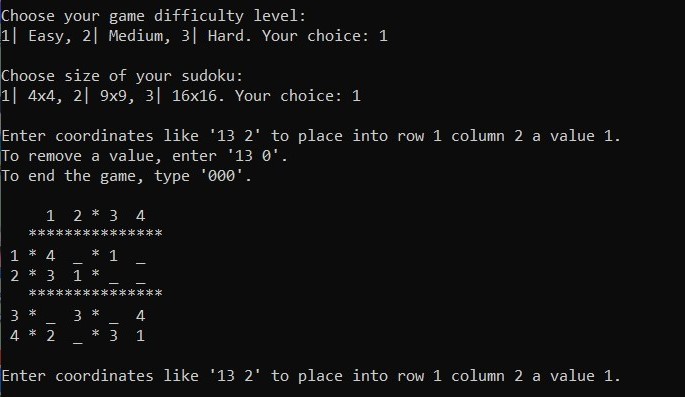 Choose your game difficulty level:
1| Easy, 2| Medium, 3| Hard. Your choice: 1
Choose size of your sudoku:
1| 4x4, 2| 9x9, 3| 16x16. Your choice: 1
Enter coordinates like '13 2' to place into row 1 column 2 a value 1.
To remove a value, enter '13 0'.
To end the game, type '000'.
1 2 * 3 4
***************
1 * 4 _ * 1 _
2 * 3 1 * _ _
***************
3 * _ 3 * _ 4
4 * 2 _ * 3 1
Enter coordinates like '13 2' to place into row 1 column 2 a value 1.